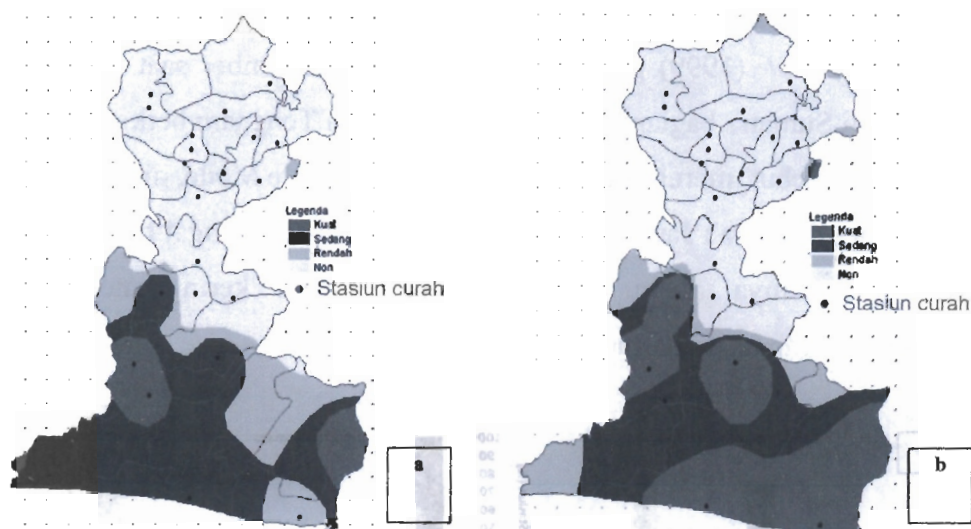 Legenda
Kuat
Sedang
Rendah
Non
Stasiun curah
a
Legenda
Kuat
Sedang
Rendah
Non
Stasiun curah
b